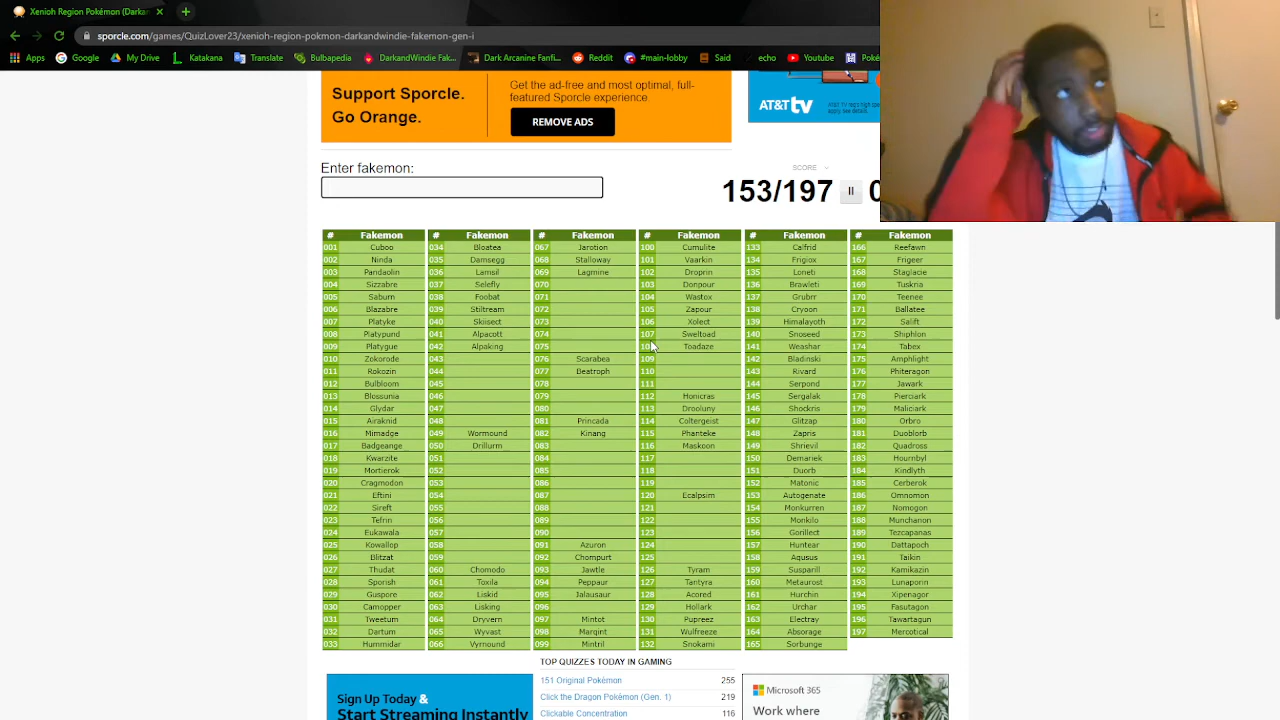 Xenioh Region Pokémon (Darkan
sporcle.com/games/QuizLover23/xenioh-region-pokmon-darkandwindie-fakemon-gen-i
Apps Google My Drive Katakana Translate Bulbapedia DarkandWindie Fak... Dark Arcanine Fanfi... Reddit #main-lobby Said echo Youtube Poké
Support Sporcle.
Go Orange.
Get the ad-free and most optimal, full-
featured Sporcle experience.
REMOVE ADS
AT&T tv
Enter fakemon:
SCORE
153/197
# Fakemon # Fakemon # Fakemon # Fakemon # Fakemon # Fakemon
001 Cuboo 034 Bloatea 067 Jarotion 100 Cumulite 133 Calfrid 166 Reefawn
002 Ninda 035 Damsegg 068 Stalloway 101 Vaarkin 134 Frigiox 167 Frigeer
003 Pandaolin 036 Lamsil 069 Lagmine 102 Droprin 135 Loneti 168 Staglacie
004 Sizzabre 037 Selefly 070 103 Donpour 136 Brawleti 169 Tuskria
005 Saburn 038 Foobat 071 104 Wastox 137 Grubrr 170 Teenee
006 Blazabre 039 Stiltream 072 105 Zapour 138 Cryoon 171 Ballatee
007 Platyke 040 Skiisect 073 106 Xolect 139 Himalayoth 172 Salift
008 Platypund 041 Alpacott 074 107 Sweltoad 140 Snoseed 173 Shiphlon
009 Platygue 042 Alpaking 075 Toadaze 141 Weashar 174 Tabex
010 Zokorode 043 076 Scarabea 109 142 Bladinski 175 Amphlight
011 Rokozin 044 077 Beatroph 110 143 Rivard 176 Phiteragon
012 Bulbloom 045 078 111 144 Serpond 177 Jawark
013 Blossunia 046 079 112 Honicras 145 Sergalak 178 Pierciark
014 Glydar 047 080 113 Drooluny 146 Shockris 179 Maliciark
015 Airaknid 048 081 Princada 114 Coltergeist 147 Glitzap 180 Orbro
016 Mimadge 049 Wormound 082 Kinang 115 Phanteke 148 Zapris 181 Duoblorb
017 Badgeange 050 Drillurm 083 116 Maskoon 149 Shrievil 182 Quadross
018 Kwarzite 051 084 117 150 Demariek 183 Hournbyl
019 Mortierok 052 085 118 151 Duorb 184 Kindlyth
020 Cragmodon 053 086 119 152 Matonic 185 Cerberok
021 Eftini 054 087 120 Ecalpsim 153 Autogenate 186 Omnomon
022 Sireft 055 088 121 154 Monkurren 187 Nomogon
023 Tefrin 056 089 122 155 Monkilo 188 Munchanon
024 Eukawala 057 090 123 156 Gorillect 189 Tezcapanas
025 Kowallop 058 091 Azuron 124 157 Huntear 190 Dattapoch
026 Blitzat 059 092 Chompurt 125 158 Aqusus 191 Taikin
027 Thudat 060 Chomodo 093 Jawtle 126 Tyram 159 Susparill 192 Kamikazin
028 Sporish 061 Toxila 094 Peppaur 127 Tantyra 160 Metaurost 193 Lunaporin
029 Guspore 062 Liskid 095 Jalausaur 128 Acored 161 Hurchin 194 Xipenagor
030 Camopper 063 Lisking 096 129 Hollark 162 Urchar 195 Fasutagon
031 Tweetum 064 Dryvern 097 Mintot 130 Pupreez 163 Electray 196 Tawartagun
032 Dartum 065 Wyvast 098 Marqint 131 Wulfreeze 164 Absorage 197 Mercotical
033 Hummidar 066 Vyrnound 099 Mintril 132 Snokami 165 Sorbunge
TOP QUIZZES TODAY IN GAMING
151 Original Pokémon 255
Click the Dragon Pokémon (Gen. 1) 219
Clickable Concentration 116
Sign Up Today &
Start Streaming Instantly
Microsoft 365
Work where